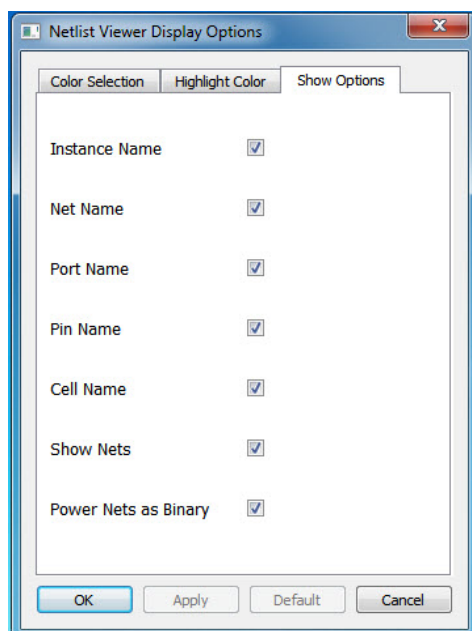 Netlist Viewer Display Options
Color Selection Highlight Color Show Options
Instance Name
Net Name
Port Name
Pin Name
Cell Name
Show Nets
Power Nets as Binary
OK Apply Default Cancel